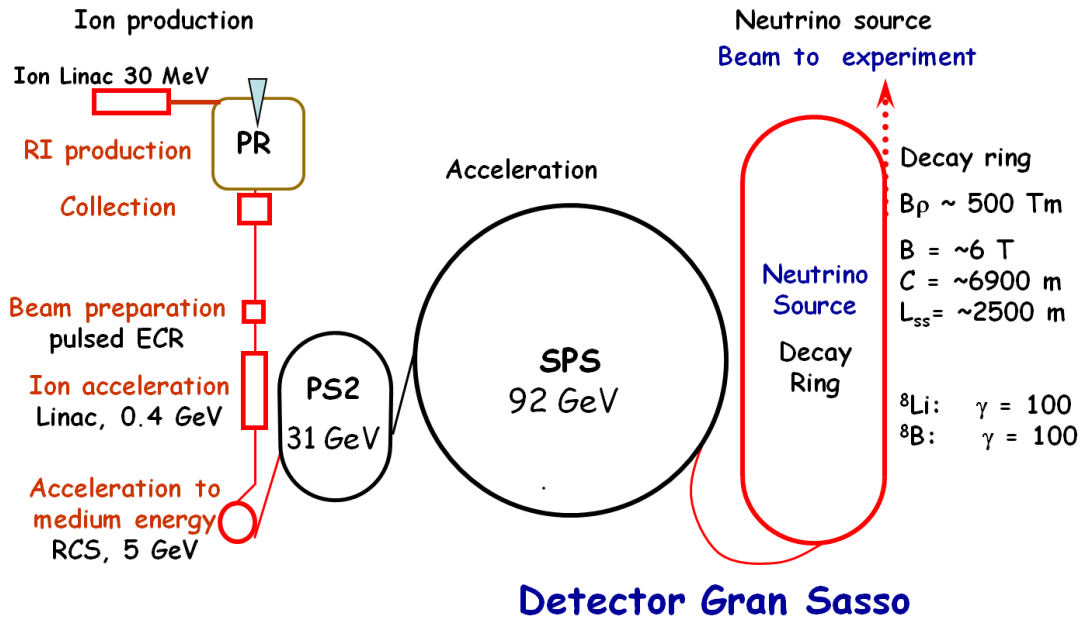 Ion production
Ion Linac 30 MeV
PR
RI production
Collection
Beam preparation
pulsed ECR
Ion acceleration
Linac, 0.4 GeV
Acceleration to
medium energy
RCS, 5 GeV
PS2
31 GeV
Acceleration
SPS
92 GeV
Neutrino source
Beam to experiment
Neutrino
Source
Decay
Ring
Decay ring
Bρ ~ 500 Tm
B = ~6 T
C = ~6900 m
Lss= ~2500 m
⁸Li: γ = 100
⁸B: γ = 100
Detector Gran Sasso